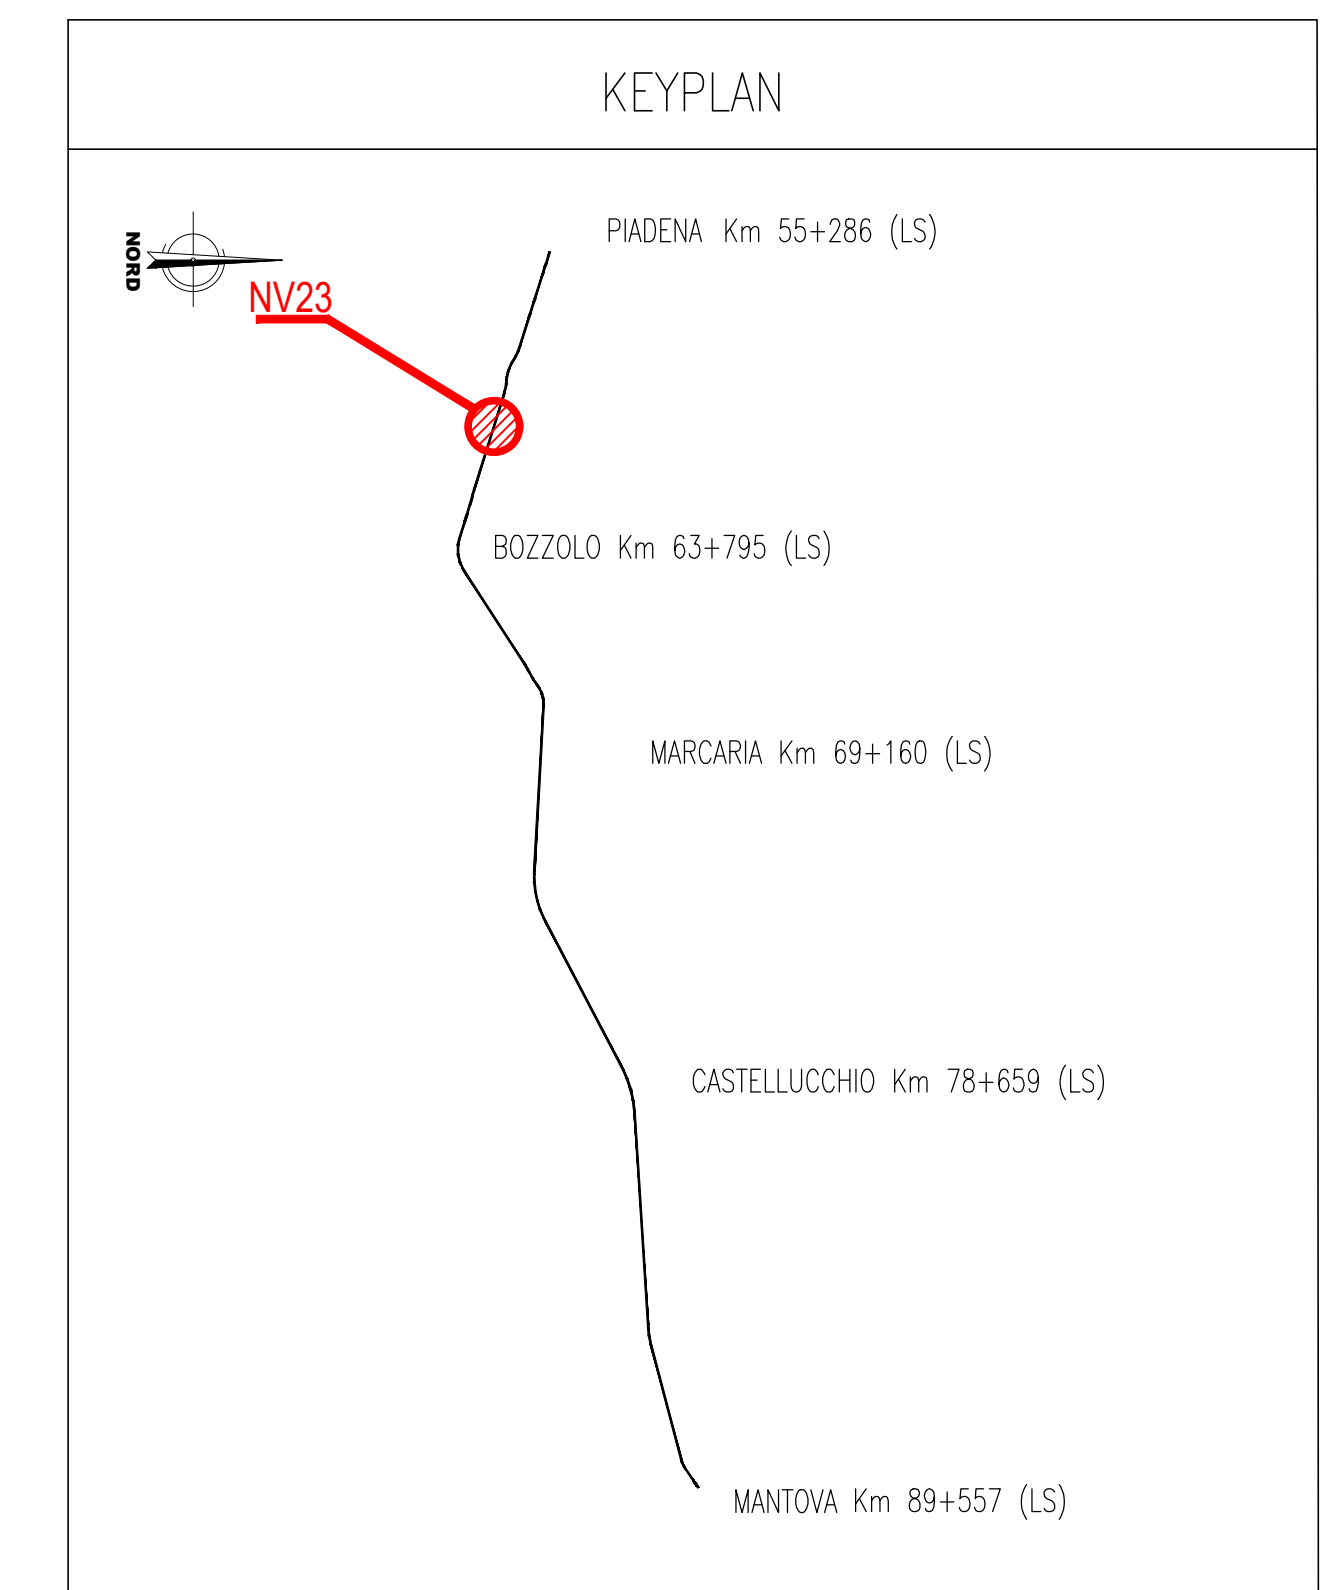 KEYPLAN
PIADENA Km 55+286 (LS)
NORD
NV23
BOZZOLO Km 63+795 (LS)
MARCARIA Km 69+160 (LS)
CASTELLUCCHIO Km 78+659 (LS)
MANTOVA Km 89+557 (LS)